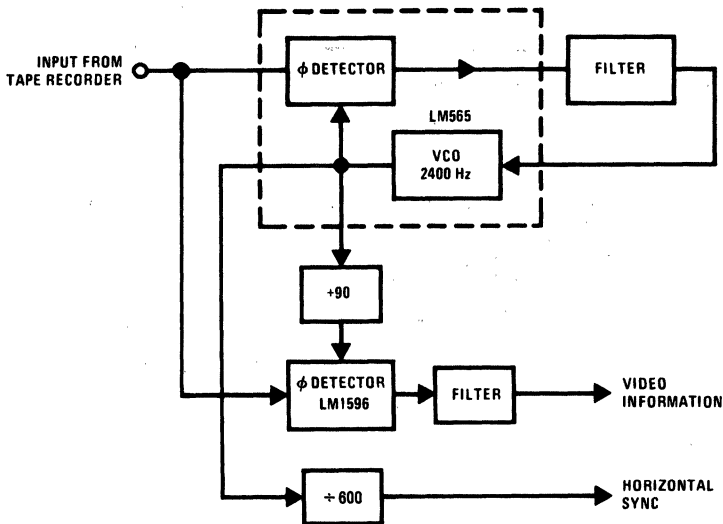 INPUT FROM
TAPE RECORDER
ϕ DETECTOR
FILTER
LM565
VCO
2400 Hz
+90
ϕ DETECTOR
LM1596
FILTER
VIDEO
INFORMATION
÷600
HORIZONTAL
SYNC